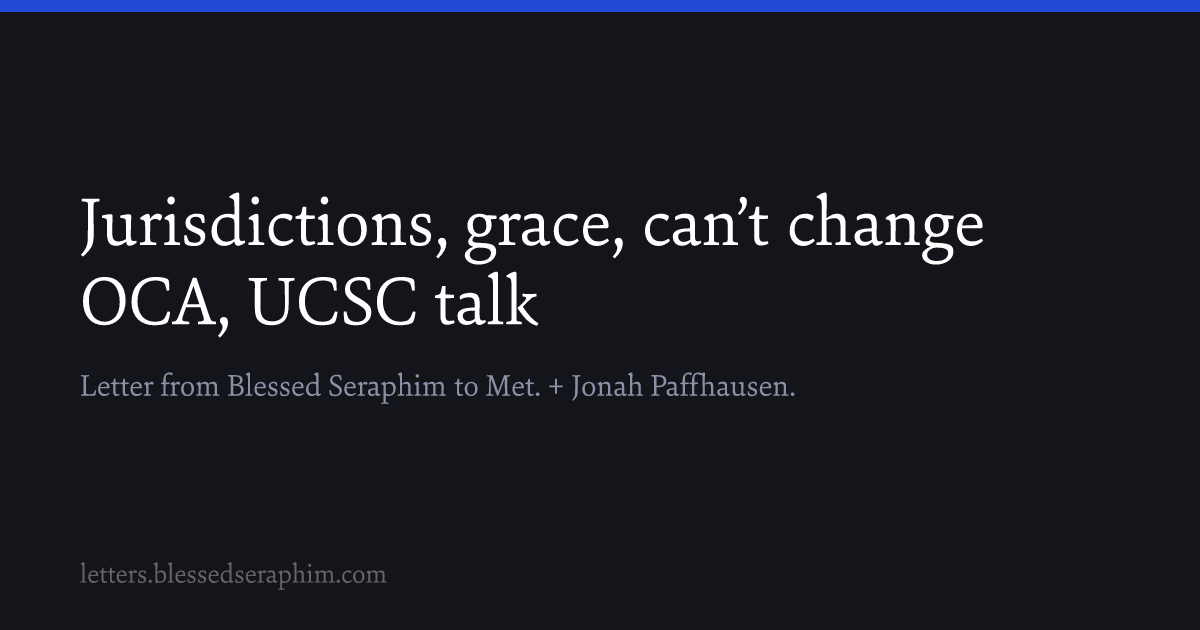 Jurisdictions, grace, can’t change
OCA, UCSC talk
Letter from Blessed Seraphim to Met. + Jonah Paffhausen.
letters.blessedseraphim.com